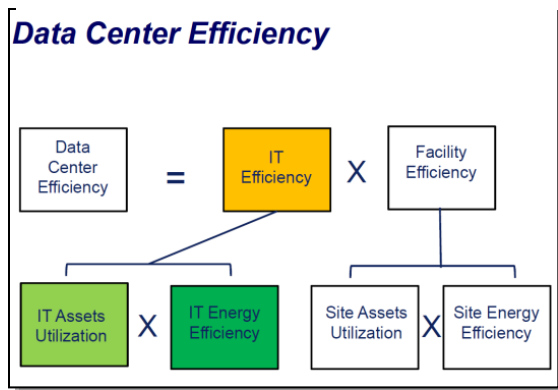 Data Center Efficiency
Data
Center
Efficiency
=
IT
Efficiency
X
Facility
Efficiency
IT Assets
Utilization
X
IT Energy
Efficiency
Site Assets
Utilization
X
Site Energy
Efficiency